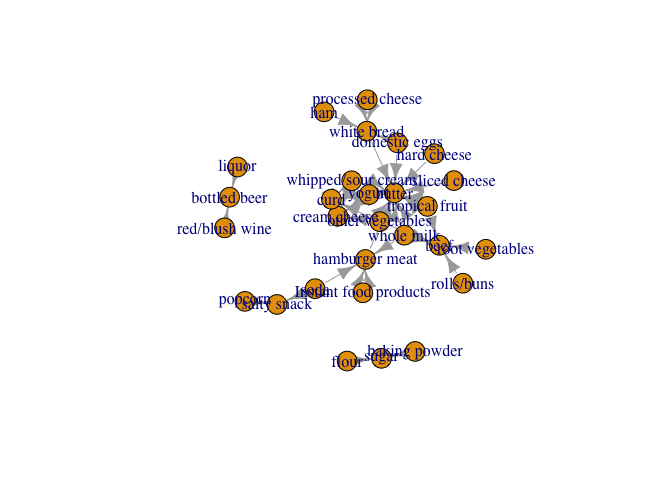 processed cheese
ham
white bread
domestic eggs
hard cheese
liquor
whipped/sour cream
sliced cheese
bottled beer
yogurt
butter
curd
tropical fruit
cream cheese
other vegetables
red/blush wine
whole milk
beef
root vegetables
hamburger meat
rolls/buns
soda
Instant food products
popcorn
salty snack
baking powder
sugar
flour